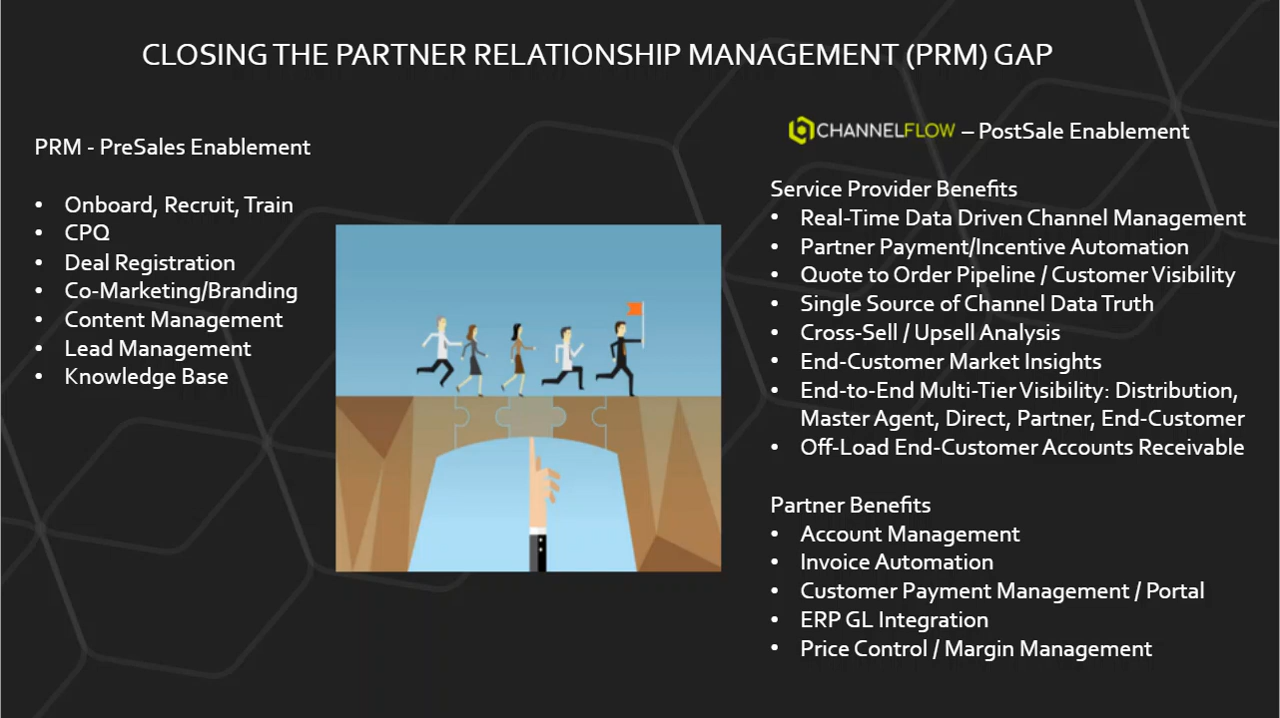 CLOSING THE PARTNER RELATIONSHIP MANAGEMENT (PRM) GAP
PRM - PreSales Enablement
• Onboard, Recruit, Train
• CPQ
• Deal Registration
• Co-Marketing/Branding
• Content Management
• Lead Management
• Knowledge Base
CHANNELFLOW – PostSale Enablement
Service Provider Benefits
• Real-Time Data Driven Channel Management
• Partner Payment/Incentive Automation
• Quote to Order Pipeline / Customer Visibility
• Single Source of Channel Data Truth
• Cross-Sell / Upsell Analysis
• End-Customer Market Insights
• End-to-End Multi-Tier Visibility: Distribution,
Master Agent, Direct, Partner, End-Customer
• Off-Load End-Customer Accounts Receivable
Partner Benefits
• Account Management
• Invoice Automation
• Customer Payment Management / Portal
• ERP GL Integration
• Price Control / Margin Management